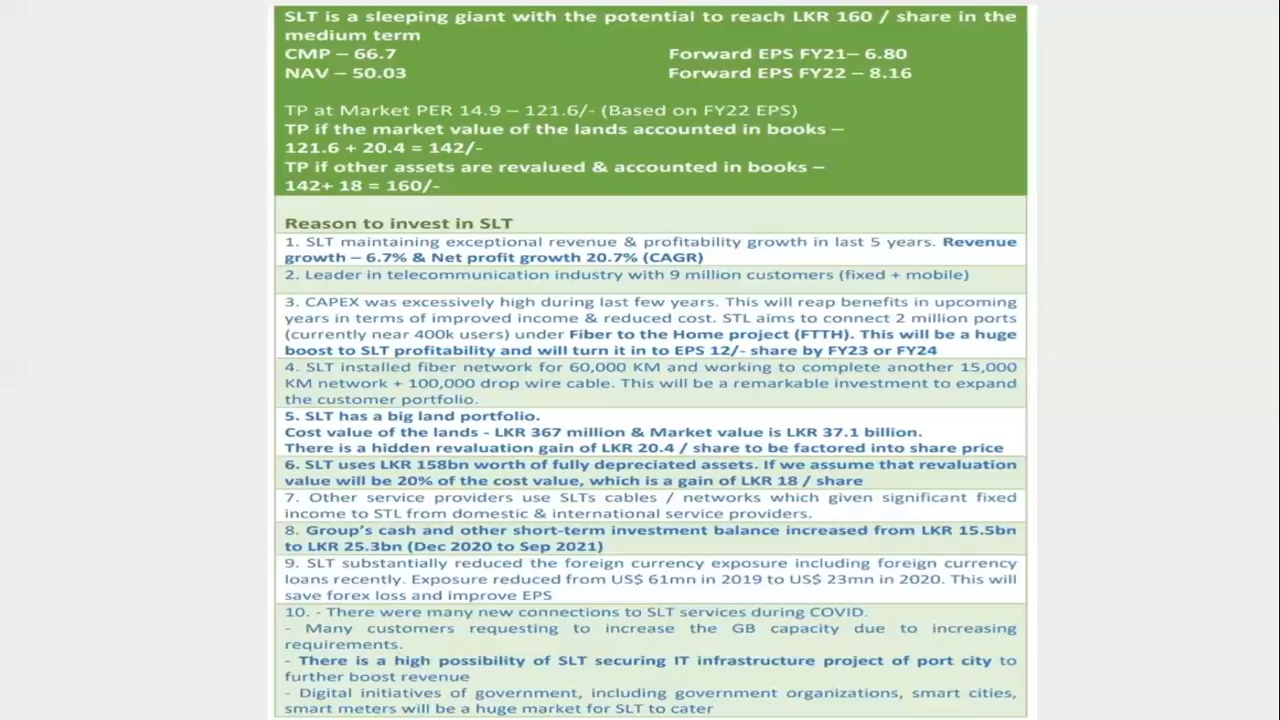 SLT is a sleeping giant with the potential to reach LKR 160 / share in the
medium term
CMP – 66.7 Forward EPS FY21– 6.80
NAV – 50.03 Forward EPS FY22 – 8.16
TP at Market PER 14.9 – 121.6/- (Based on FY22 EPS)
TP if the market value of the lands accounted in books –
121.6 + 20.4 = 142/-
TP if other assets are revalued & accounted in books –
142+ 18 = 160/-
Reason to invest in SLT
1. SLT maintaining exceptional revenue & profitability growth in last 5 years. Revenue
growth – 6.7% & Net profit growth 20.7% (CAGR)
2. Leader in telecommunication industry with 9 million customers (fixed + mobile)
3. CAPEX was excessively high during last few years. This will reap benefits in upcoming
years in terms of improved income & reduced cost. STL aims to connect 2 million ports
(currently near 400k users) under Fiber to the Home project (FTTH). This will be a huge
boost to SLT profitability and will turn it in to EPS 12/- share by FY23 or FY24
4. SLT installed fiber network for 60,000 KM and working to complete another 15,000
KM network + 100,000 drop wire cable. This will be a remarkable investment to expand
the customer portfolio.
5. SLT has a big land portfolio.
Cost value of the lands - LKR 367 million & Market value is LKR 37.1 billion.
There is a hidden revaluation gain of LKR 20.4 / share to be factored into share price
6. SLT uses LKR 158bn worth of fully depreciated assets. If we assume that revaluation
value will be 20% of the cost value, which is a gain of LKR 18 / share
7. Other service providers use SLTs cables / networks which given significant fixed
income to STL from domestic & international service providers.
8. Group's cash and other short-term investment balance increased from LKR 15.5bn
to LKR 25.3bn (Dec 2020 to Sep 2021)
9. SLT substantially reduced the foreign currency exposure including foreign currency
loans recently. Exposure reduced from US$ 61mn in 2019 to US$ 23mn in 2020. This will
save forex loss and improve EPS
10. - There were many new connections to SLT services during COVID.
- Many customers requesting to increase the GB capacity due to increasing
requirements.
- There is a high possibility of SLT securing IT infrastructure project of port city to
further boost revenue
- Digital initiatives of government, including government organizations, smart cities,
smart meters will be a huge market for SLT to cater